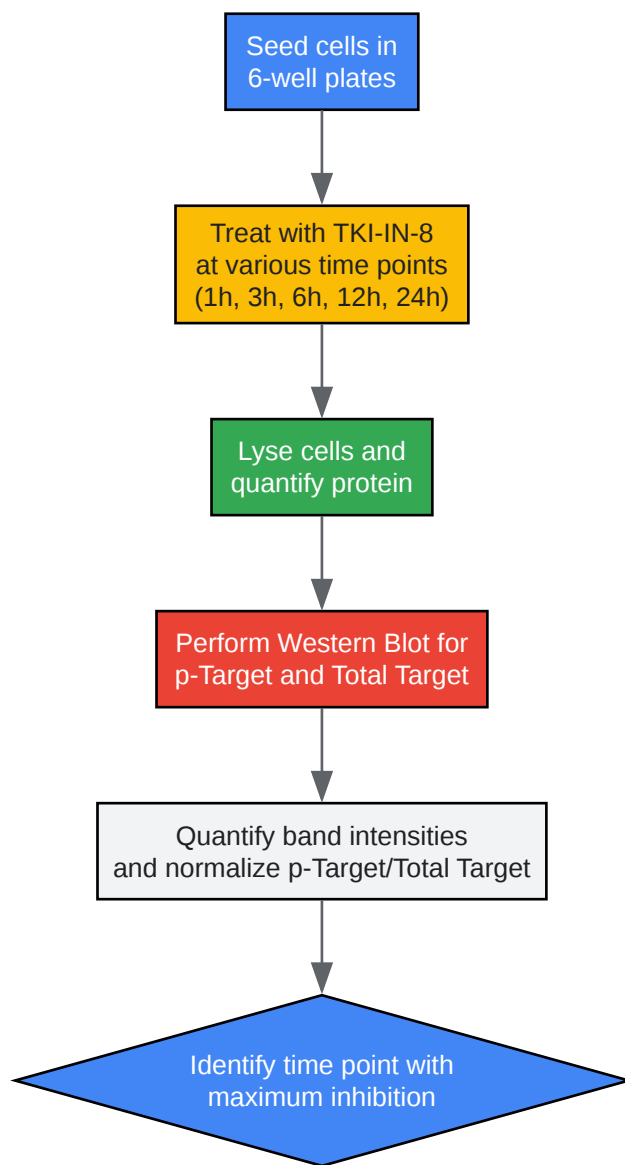 Seed cells in
6-well plates
Treat with TKI-IN-8
at various time points
(1h, 3h, 6h, 12h, 24h)
Lyse cells and
quantify protein
Perform Western Blot for
p-Target and Total Target
Quantify band intensities
and normalize p-Target/Total Target
Identify time point with
maximum inhibition